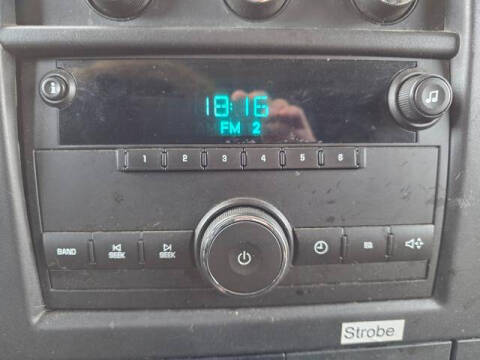 18:16
FM 2
1 2 3 4 5 6
BAND SEEK SEEK
Strobe